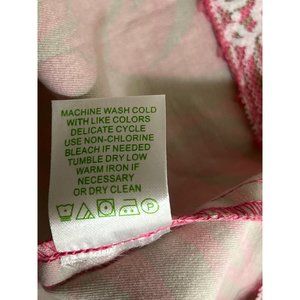 MACHINE WASH COLD
WITH LIKE COLORS
DELICATE CYCLE
USE NON-CHLORINE
BLEACH IF NEEDED
TUMBLE DRY LOW
WARM IRON IF
NECESSARY
OR DRY CLEAN